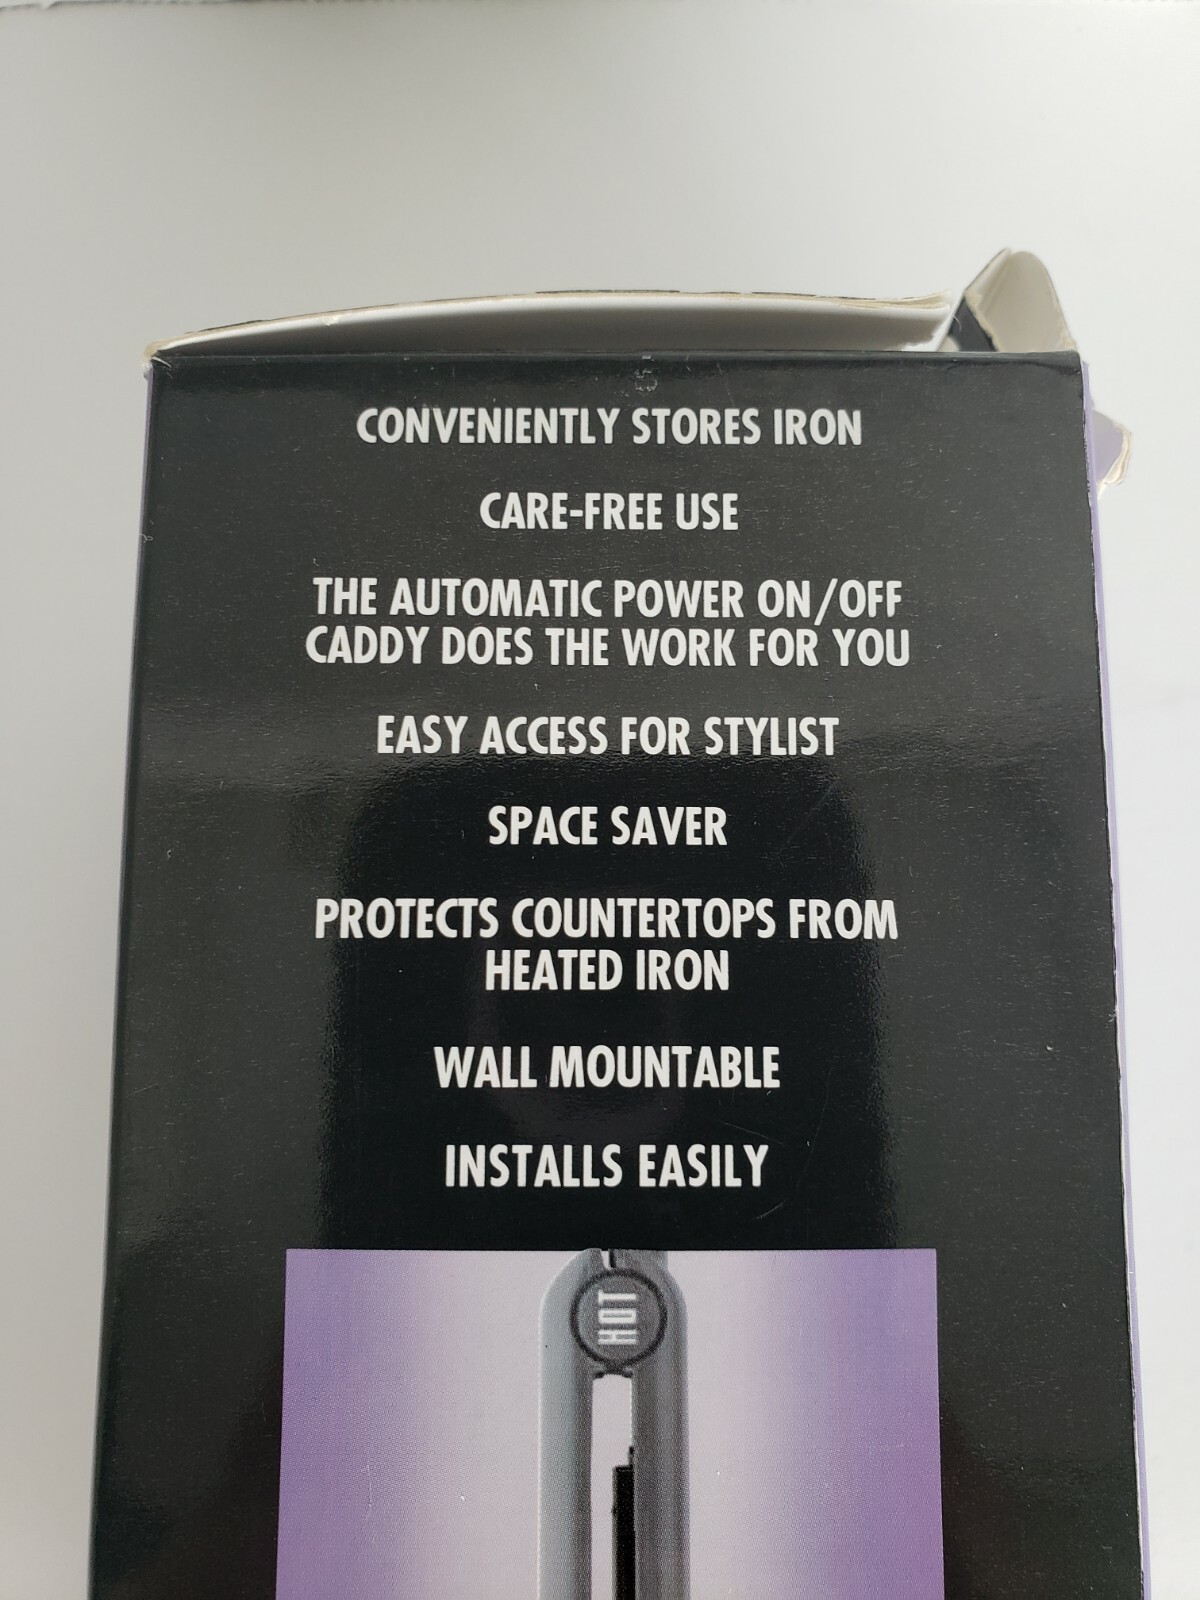 CONVENIENTLY STORES IRON
CARE-FREE USE
THE AUTOMATIC POWER ON/OFF
CADDY DOES THE WORK FOR YOU
EASY ACCESS FOR STYLIST
SPACE SAVER
PROTECTS COUNTERTOPS FROM
HEATED IRON
WALL MOUNTABLE
INSTALLS EASILY
HOT